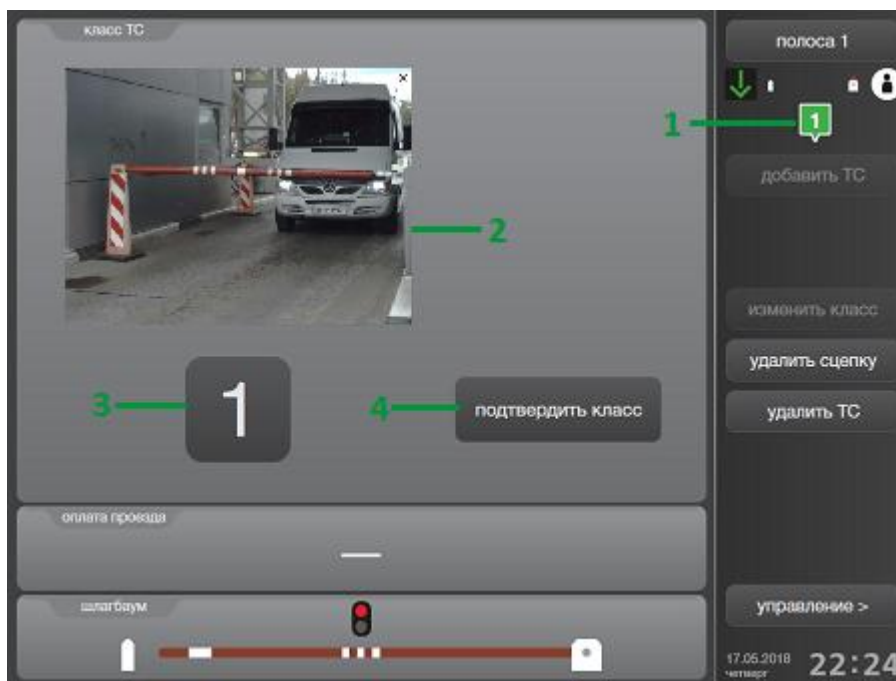 класс ТС
полоса 1
1
1
добавить ТС
2
изменить класс
удалить сцепку
3
1
4
подтвердить класс
удалить ТС
оплата проезда
шлагбаум
управление >
17.05.2018
четверг
22:24